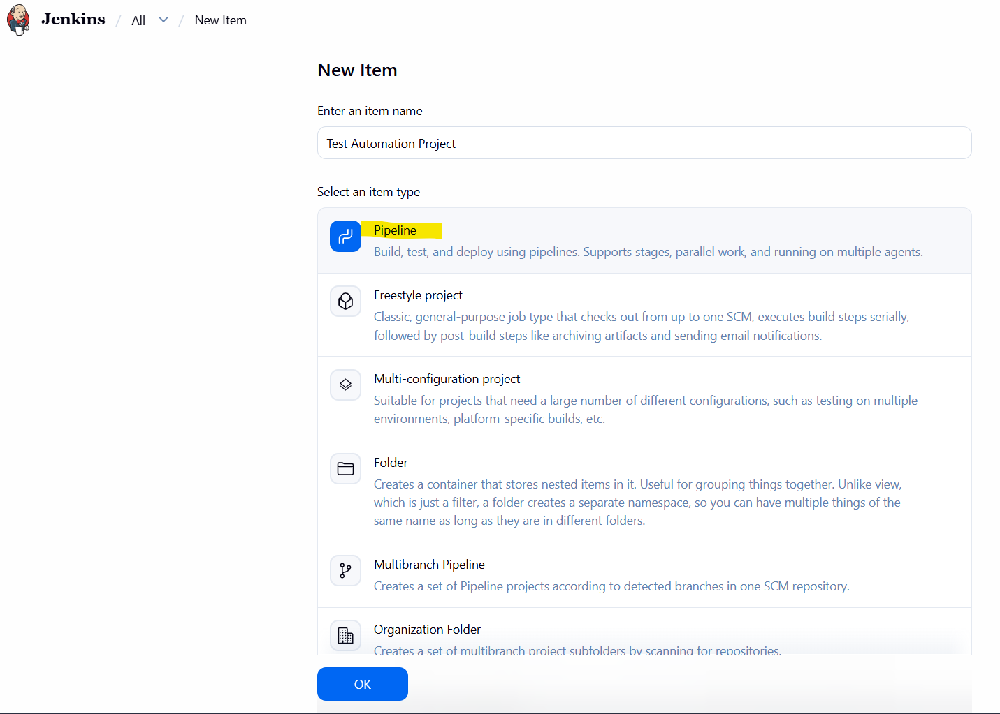 Jenkins / All / New Item
New Item
Enter an item name
Test Automation Project
Select an item type
Pipeline
Build, test, and deploy using pipelines. Supports stages, parallel work, and running on multiple agents.
Freestyle project
Classic, general-purpose job type that checks out from up to one SCM, executes build steps serially,
followed by post-build steps like archiving artifacts and sending email notifications.
Multi-configuration project
Suitable for projects that need a large number of different configurations, such as testing on multiple
environments, platform-specific builds, etc.
Folder
Creates a container that stores nested items in it. Useful for grouping things together. Unlike view,
which is just a filter, a folder creates a separate namespace, so you can have multiple things of the
same name as long as they are in different folders.
Multibranch Pipeline
Creates a set of Pipeline projects according to detected branches in one SCM repository.
Organization Folder
Creates a set of multibranch project subfolders by scanning for repositories.
OK